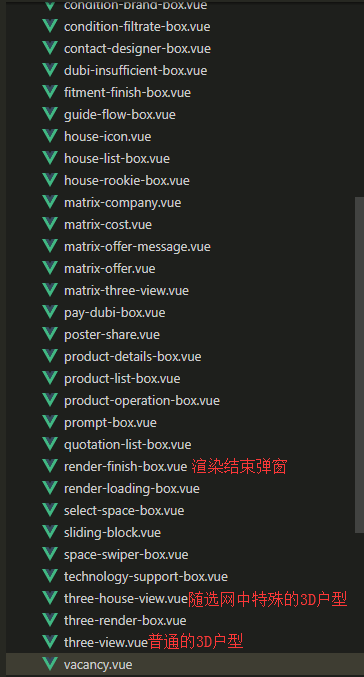 condition-brand-box.vue
condition-filtrate-box.vue
contact-designer-box.vue
dubi-insufficient-box.vue
fitment-finish-box.vue
guide-flow-box.vue
house-icon.vue
house-list-box.vue
house-rookie-box.vue
matrix-company.vue
matrix-cost.vue
matrix-offer-message.vue
matrix-offer.vue
matrix-three-view.vue
pay-dubi-box.vue
poster-share.vue
product-details-box.vue
product-list-box.vue
product-operation-box.vue
prompt-box.vue
quotation-list-box.vue
render-finish-box.vue 渲染结束弹窗
render-loading-box.vue
select-space-box.vue
sliding-block.vue
space-swiper-box.vue
technology-support-box.vue
three-house-view.vue随选网中特殊的3D户型
three-render-box.vue
three-view.vue普通的3D户型
vacancy.vue